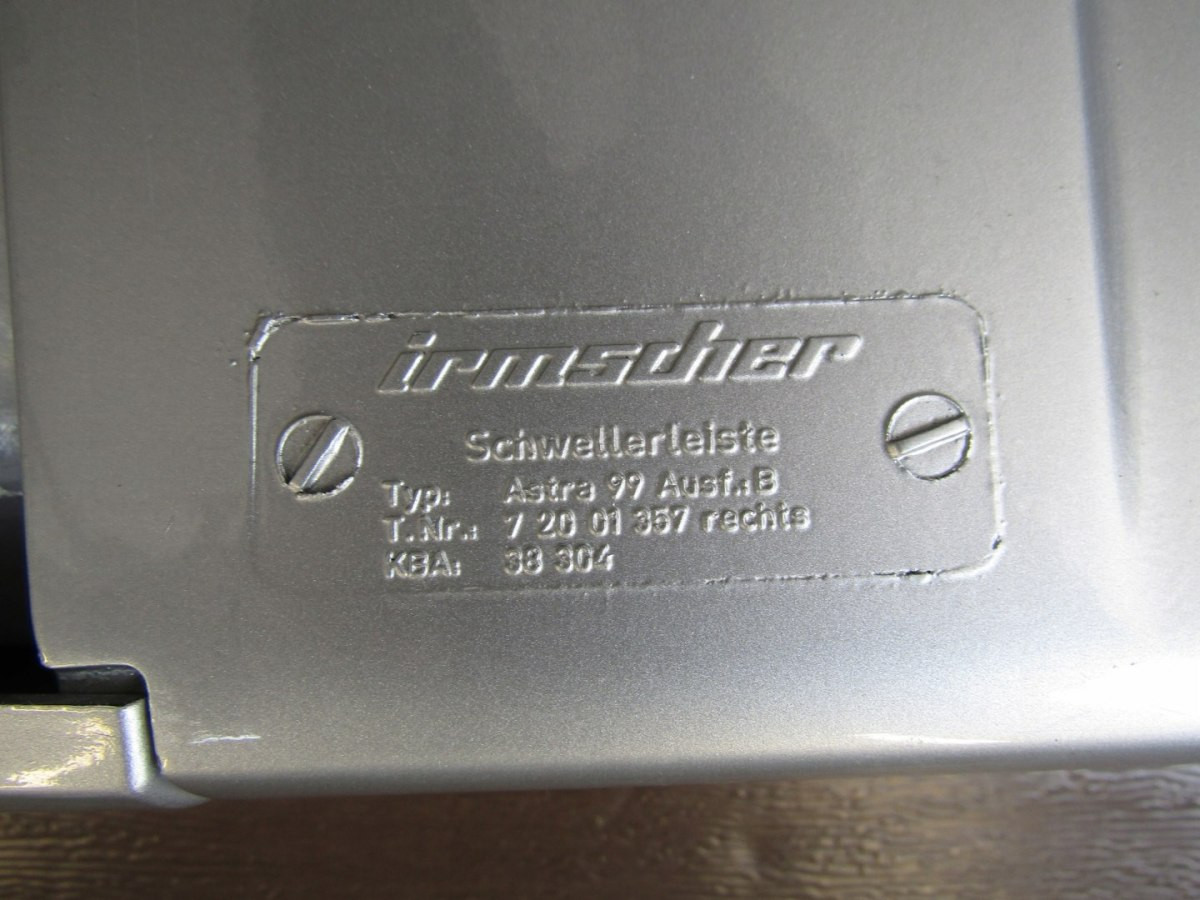 irmscher
Schwellerleiste
Typ: Astra 99 Ausf.: B
T.Nr.: 7 20 01 357 rechts
KBA: 38 304